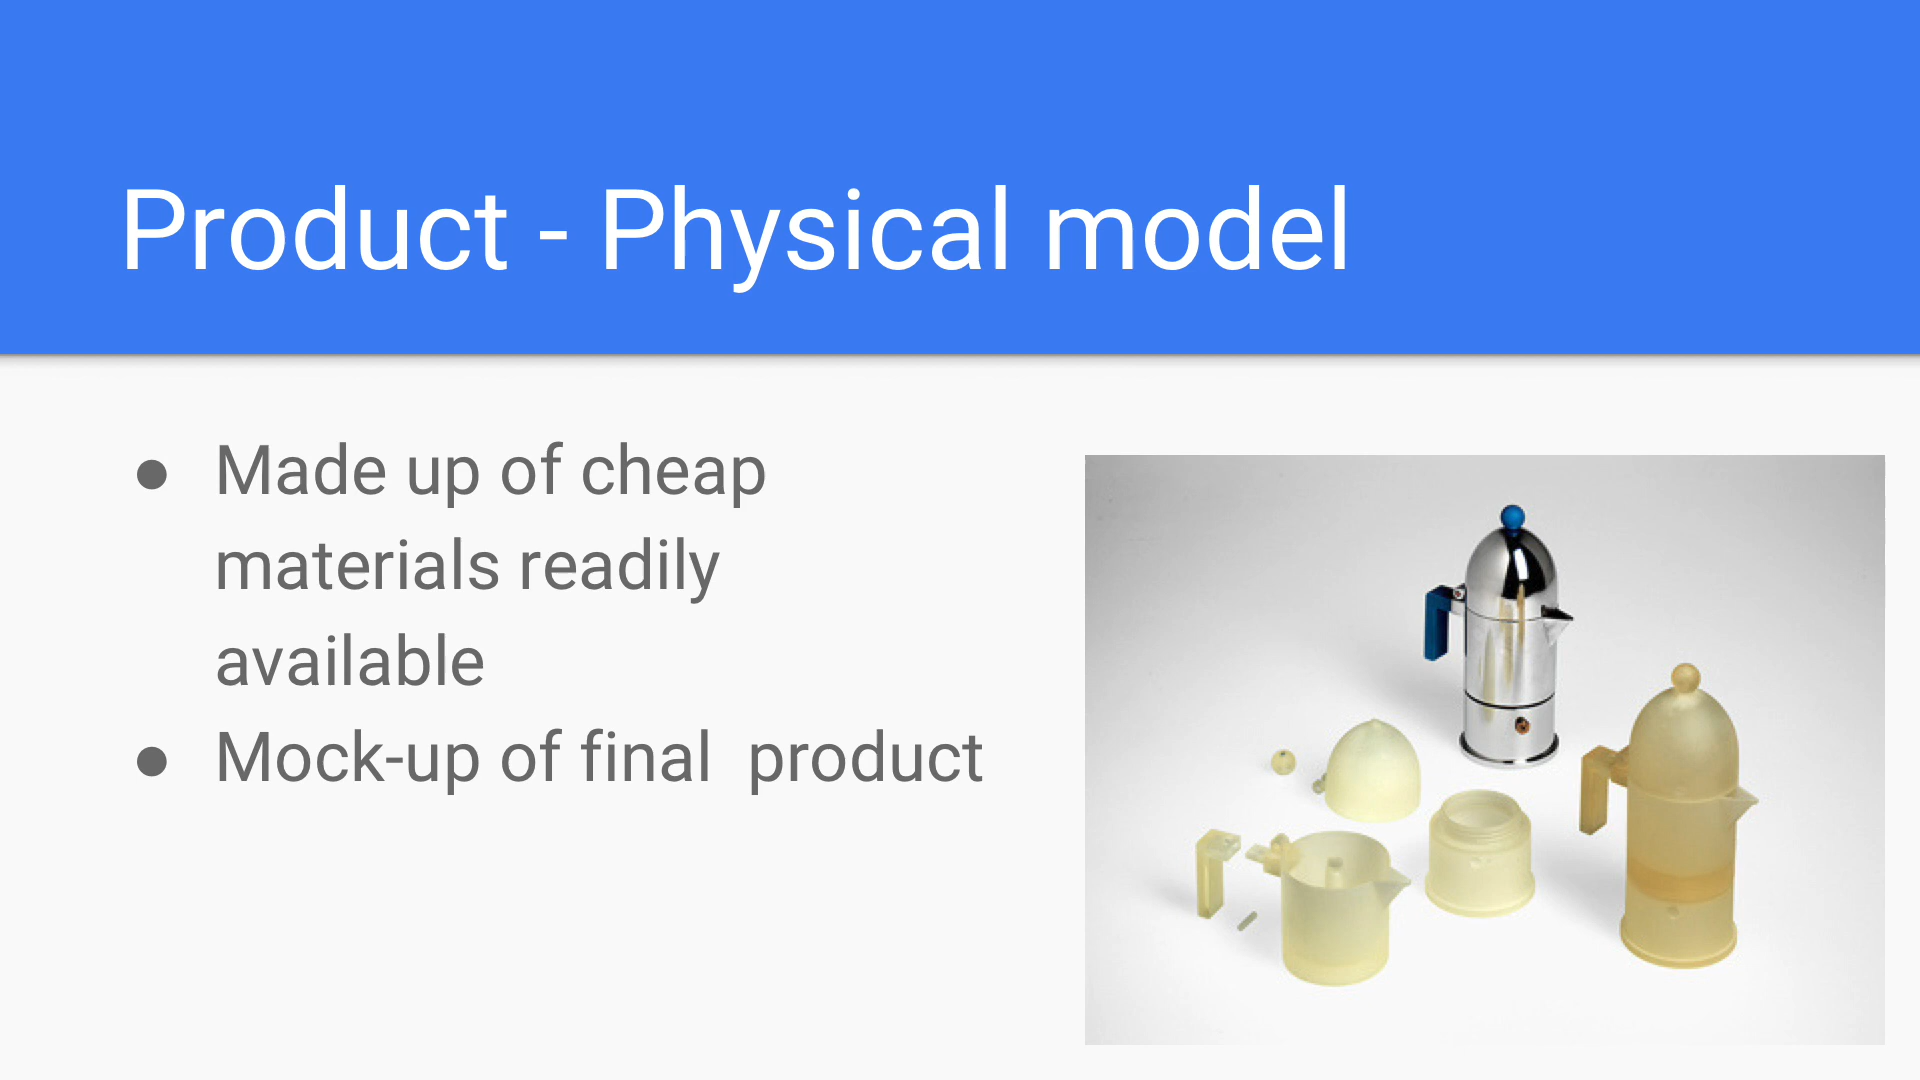 Product - Physical model
● Made up of cheap
materials readily
available
● Mock-up of final  product